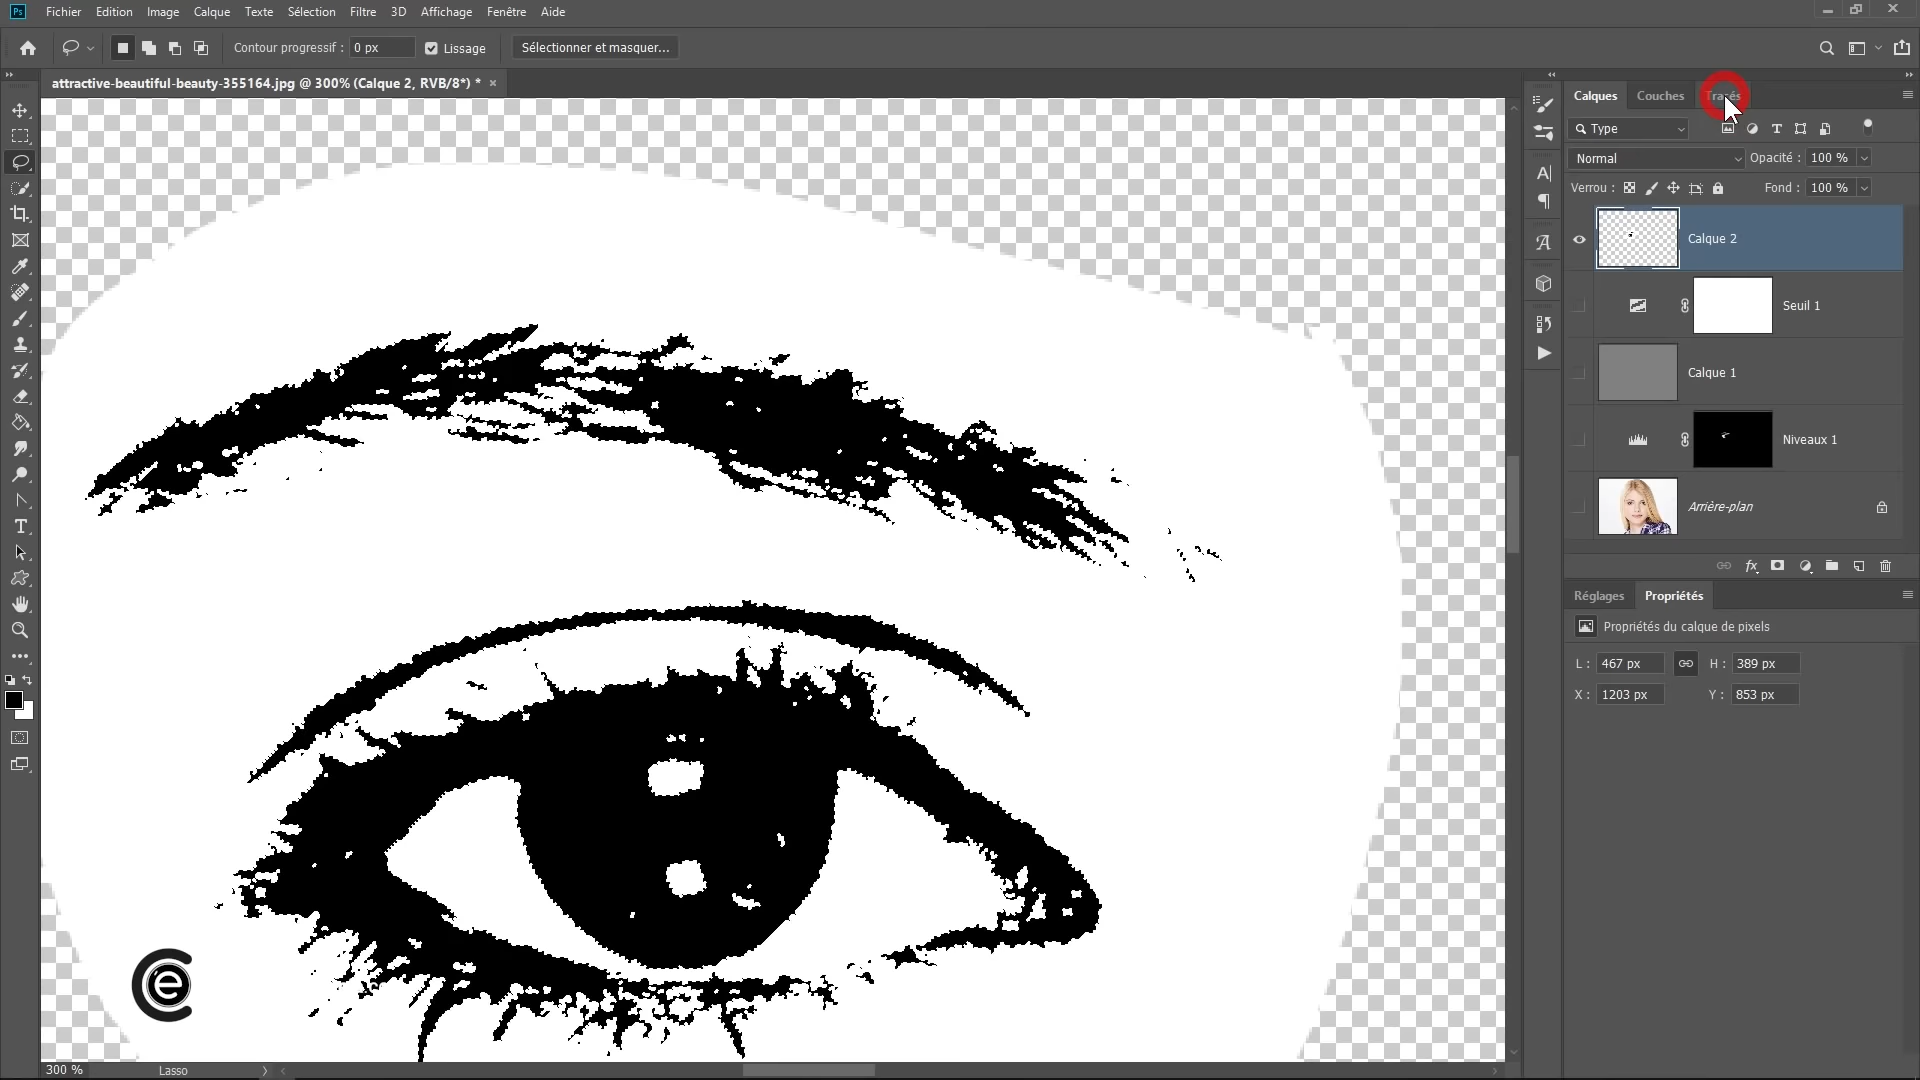 Ps Fichier Edition Image Calque Texte Sélection Filtre 3D Affichage Fenêtre Aide
Contour progressif : 0 px Lissage Sélectionner et masquer...
attractive-beautiful-beauty-355164.jpg @ 300% (Calque 2, RVB/8*) * ×
Calques Couches Tracés
Type
Normal Opacité : 100 %
Verrou : Fond : 100 %
Calque 2
Seuil 1
Calque 1
Niveaux 1
Arrière-plan
fx
Réglages Propriétés
Propriétés du calque de pixels
L : 467 px H : 389 px
X : 1203 px Y : 853 px
300 % Lasso